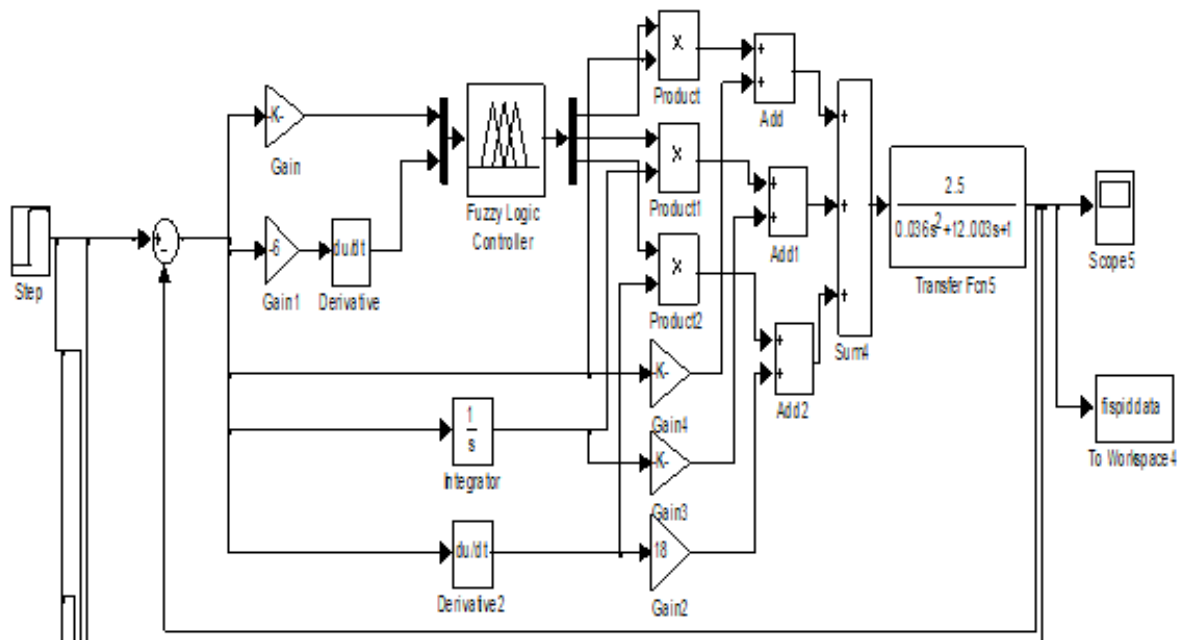 Step
+
-
-K-
Gain
-6
Gain1
du/dt
Derivative
Fuzzy Logic
Controller
x
Product
x
Product1
x
Product2
+
+
Add
+
+
Add1
+
+
Add2
+
+
+
Sum4
2.5
0.036s²+12.003s+1
Transfer Fcn5
Scope5
fispiddata
To Workspace4
-K-
Gain4
1
s
Integrator
-K-
Gain3
du/dt
Derivative2
18
Gain2